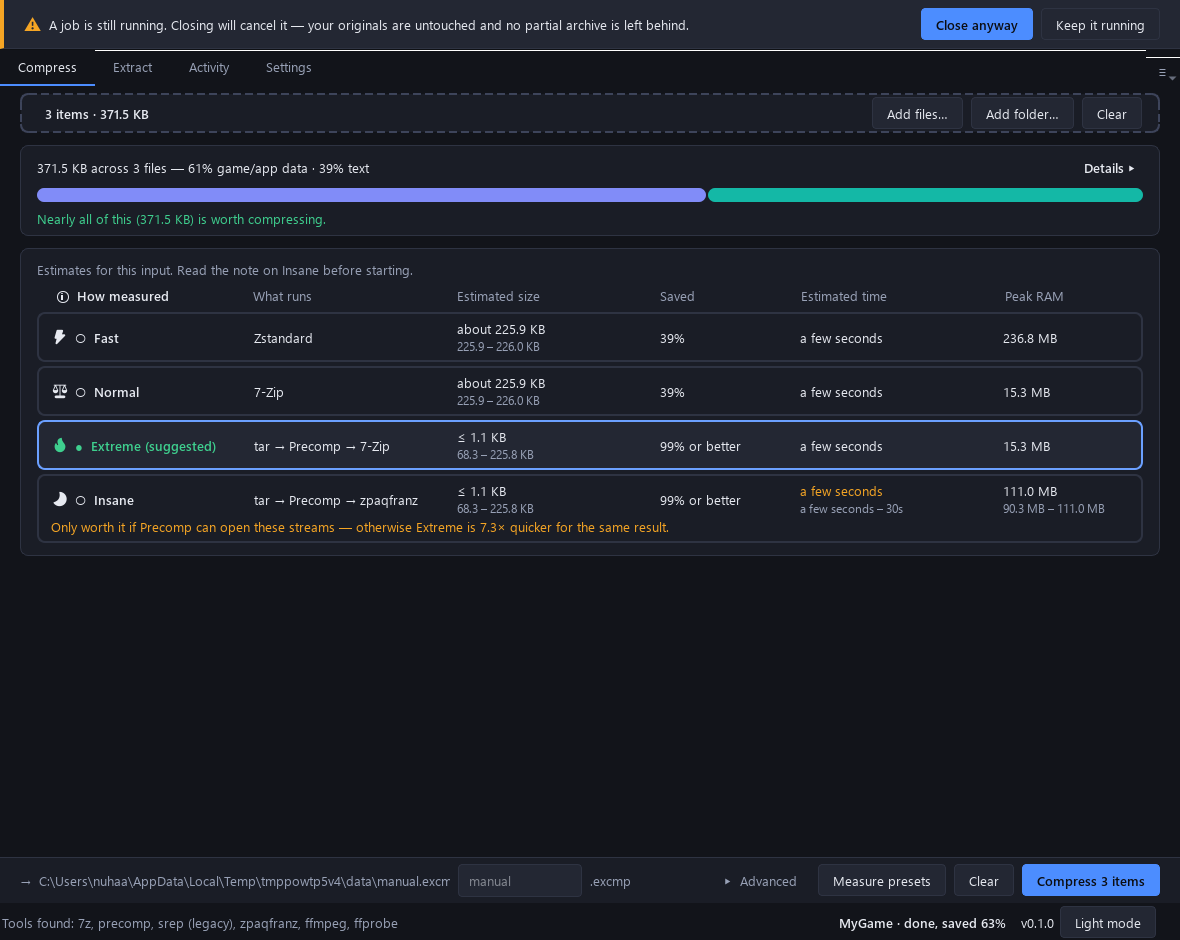 A job is still running. Closing will cancel it — your originals are untouched and no partial archive is left behind. Close anyway Keep it running
Compress Extract Activity Settings
3 items · 371.5 KB Add files... Add folder... Clear
371.5 KB across 3 files — 61% game/app data · 39% text Details ▸
Nearly all of this (371.5 KB) is worth compressing.
Estimates for this input. Read the note on Insane before starting.
How measured What runs Estimated size Saved Estimated time Peak RAM
Fast Zstandard about 225.9 KB 39% a few seconds 236.8 MB
225.9 – 226.0 KB
Normal 7-Zip about 225.9 KB 39% a few seconds 15.3 MB
225.9 – 226.0 KB
Extreme (suggested) tar → Precomp → 7-Zip ≤ 1.1 KB 99% or better a few seconds 15.3 MB
68.3 – 225.8 KB
Insane tar → Precomp → zpaqfranz ≤ 1.1 KB 99% or better a few seconds 111.0 MB
68.3 – 225.8 KB a few seconds – 30s 90.3 MB – 111.0 MB
Only worth it if Precomp can open these streams — otherwise Extreme is 7.3× quicker for the same result.
→ C:\Users\nuhaa\AppData\Local\Temp\tmppowtp5v4\data\manual.excm manual .excmp ▸ Advanced Measure presets Clear Compress 3 items
Tools found: 7z, precomp, srep (legacy), zpaqfranz, ffmpeg, ffprobe MyGame · done, saved 63% v0.1.0 Light mode